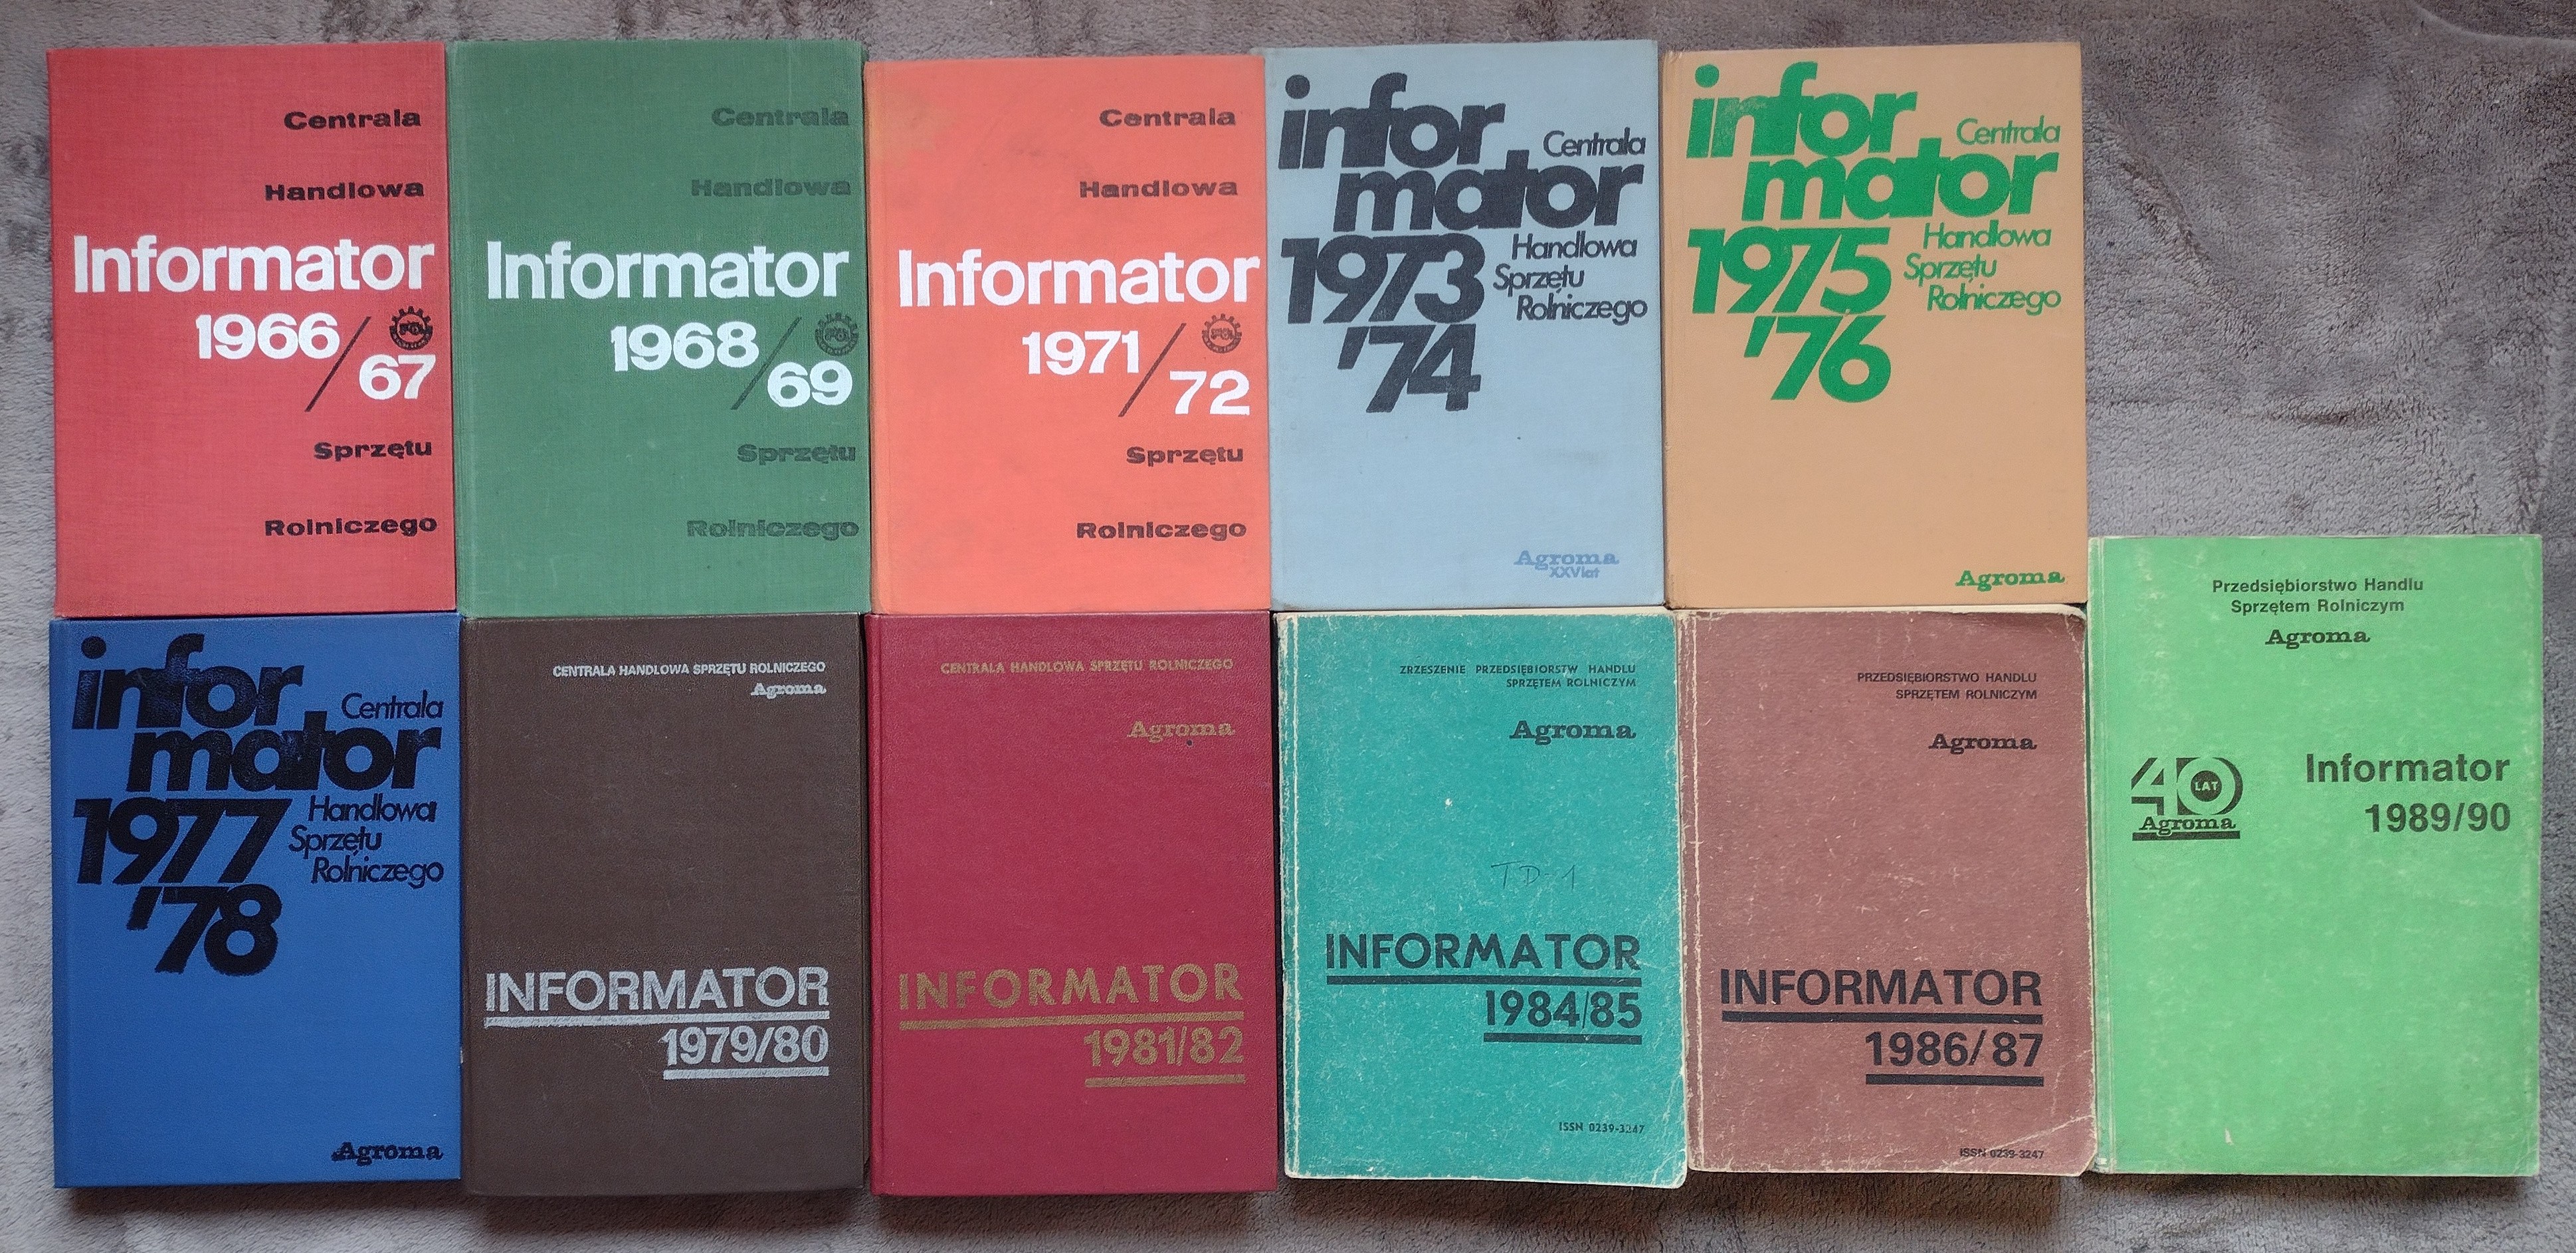 Centrala
Handlowa
Informator
1966/67
Sprzętu
Rolniczego
Centrala
Handlowa
Informator
1968/69
Sprzętu
Rolniczego
Centrala
Handlowa
Informator
1971/72
Sprzętu
Rolniczego
infor
Centrala
mator
Handlowa
1973
Sprzętu
Rolniczego
'74
Agroma
XXV lat
infor
Centrala
mator
Handlowa
1975
Sprzętu
Rolniczego
'76
Agroma
infor
Centrala
mator
Handlowa
1977
Sprzętu
Rolniczego
'78
Agroma
CENTRALA HANDLOWA SPRZĘTU ROLNICZEGO
Agroma
INFORMATOR
1979/80
CENTRALA HANDLOWA SPRZĘTU ROLNICZEGO
Agroma
INFORMATOR
1981/82
ZRZESZENIE PRZEDSIĘBIORSTW HANDLU
SPRZĘTEM ROLNICZYM
Agroma
TD-1
INFORMATOR
1984/85
ISSN 0239-3247
PRZEDSIĘBIORSTWO HANDLU
SPRZĘTEM ROLNICZYM
Agroma
INFORMATOR
1986/87
ISSN 0239-3247
Przedsiębiorstwo Handlu
Sprzętem Rolniczym
Agroma
40
LAT
Agroma
Informator
1989/90